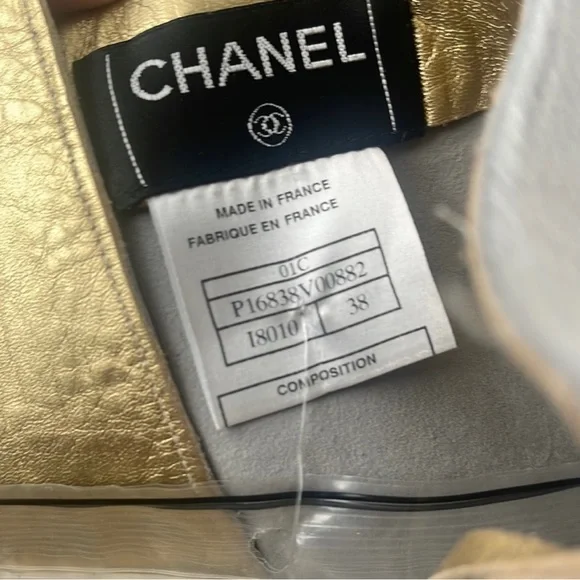 CHANEL
MADE IN FRANCE
FABRIQUE EN FRANCE
01C
P16838V00882
I8010 38
COMPOSITION